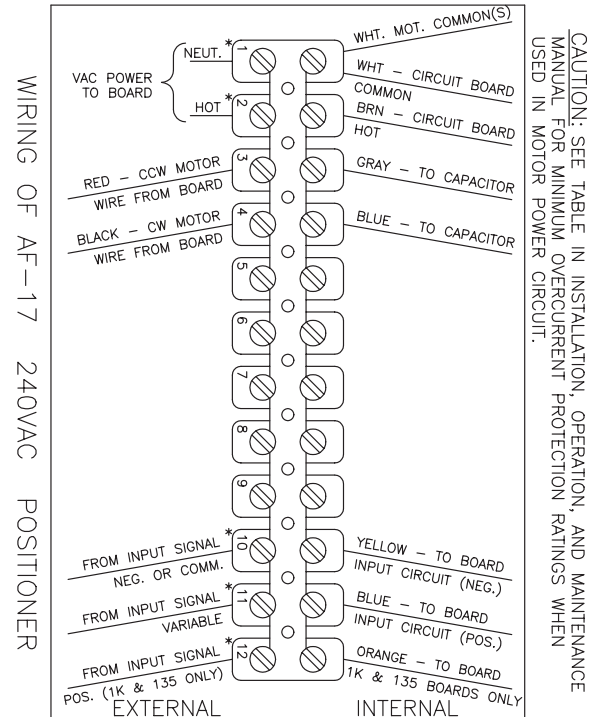 CAUTION: SEE TABLE IN INSTALLATION, OPERATION, AND MAINTENANCE
MANUAL FOR MINIMUM OVERCURRENT PROTECTION RATINGS WHEN
USED IN MOTOR POWER CIRCUIT.
WIRING OF AF-17 240VAC POSITIONER
VAC POWER
TO BOARD
NEUT. *
HOT *
RED - CCW MOTOR
WIRE FROM BOARD
BLACK - CW MOTOR
WIRE FROM BOARD
FROM INPUT SIGNAL *
NEG. OR COMM.
FROM INPUT SIGNAL *
VARIABLE
FROM INPUT SIGNAL *
POS. (1K & 135 ONLY)
EXTERNAL
1
2
3
4
5
6
7
8
9
10
11
12
WHT. MOT. COMMON(S)
WHT - CIRCUIT BOARD
COMMON
BRN - CIRCUIT BOARD
HOT
GRAY - TO CAPACITOR
BLUE - TO CAPACITOR
YELLOW - TO BOARD
INPUT CIRCUIT (NEG.)
BLUE - TO BOARD
INPUT CIRCUIT (POS.)
ORANGE - TO BOARD
1K & 135 BOARDS ONLY
INTERNAL